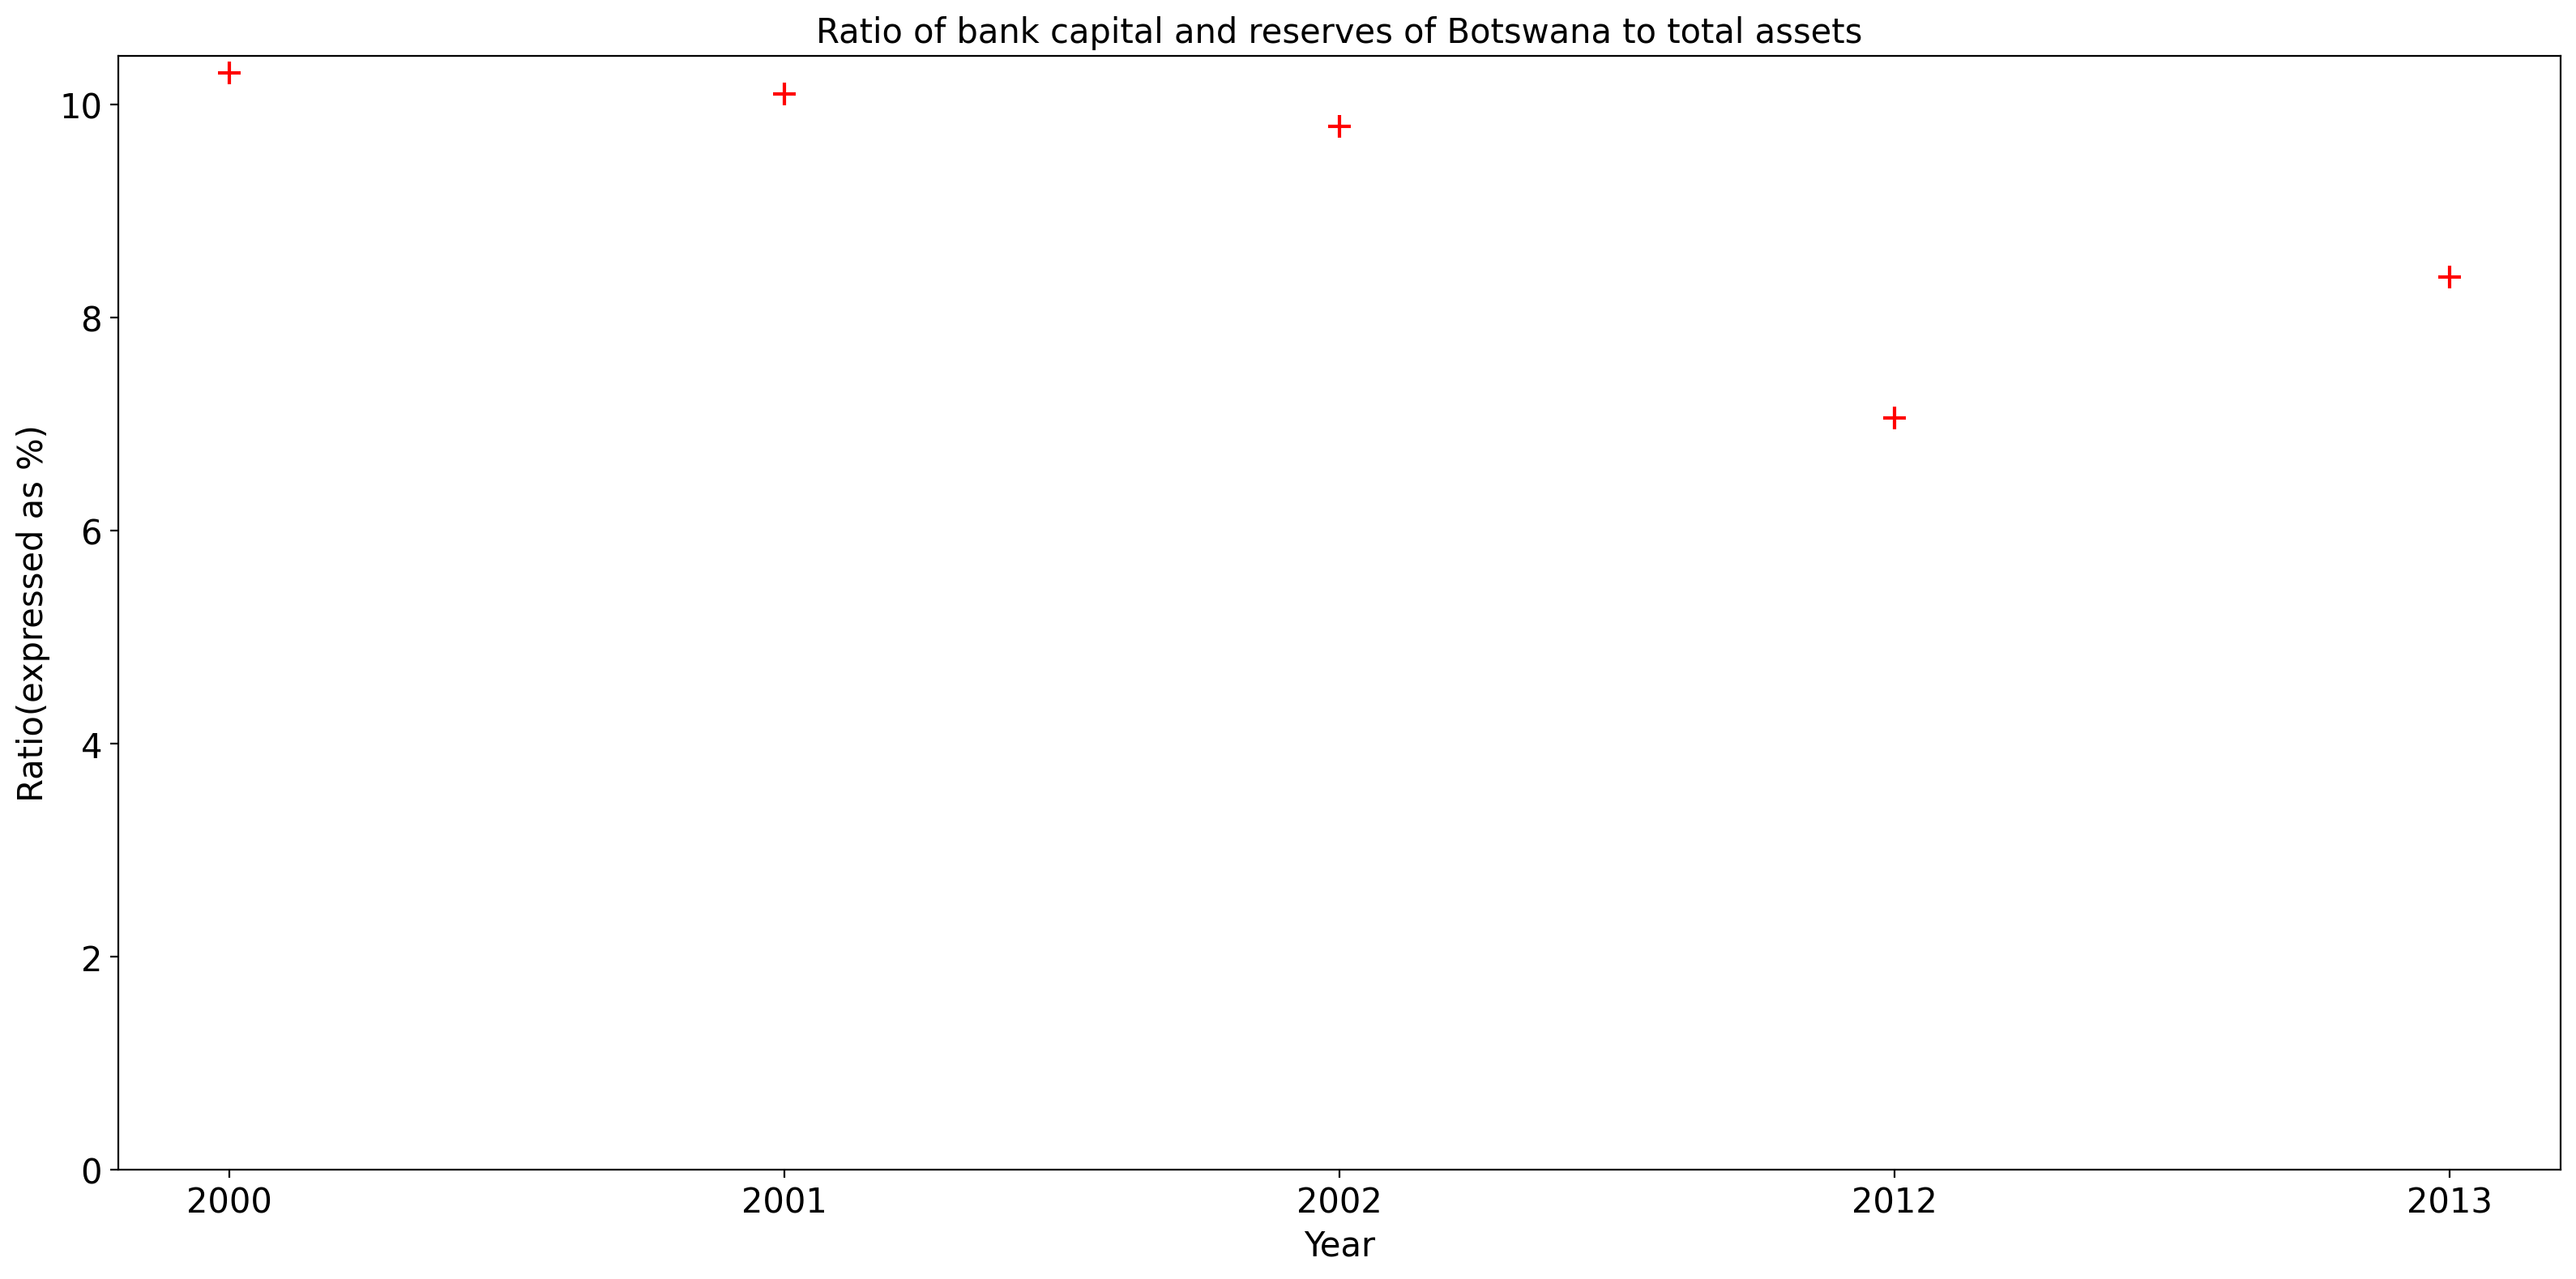 Ratio of bank capital and reserves of Botswana to total assets
Ratio(expressed as %)
10
8
6
4
2
0
2000 2001 2002 2012 2013
Year